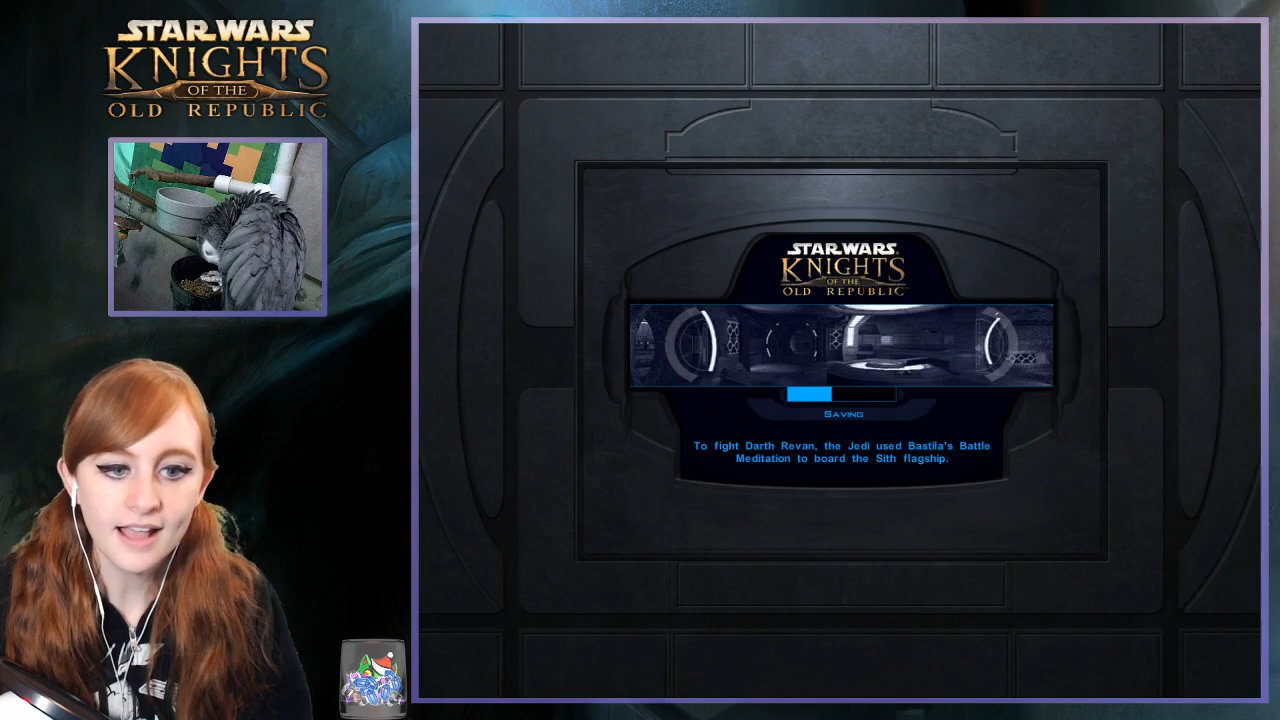 STAR WARS
KNIGHTS
OF THE
OLD REPUBLIC
STAR WARS
KNIGHTS
OF THE
OLD REPUBLIC
SAVING
To fight Darth Revan, the Jedi used Bastila's Battle
Meditation to board the Sith flagship.